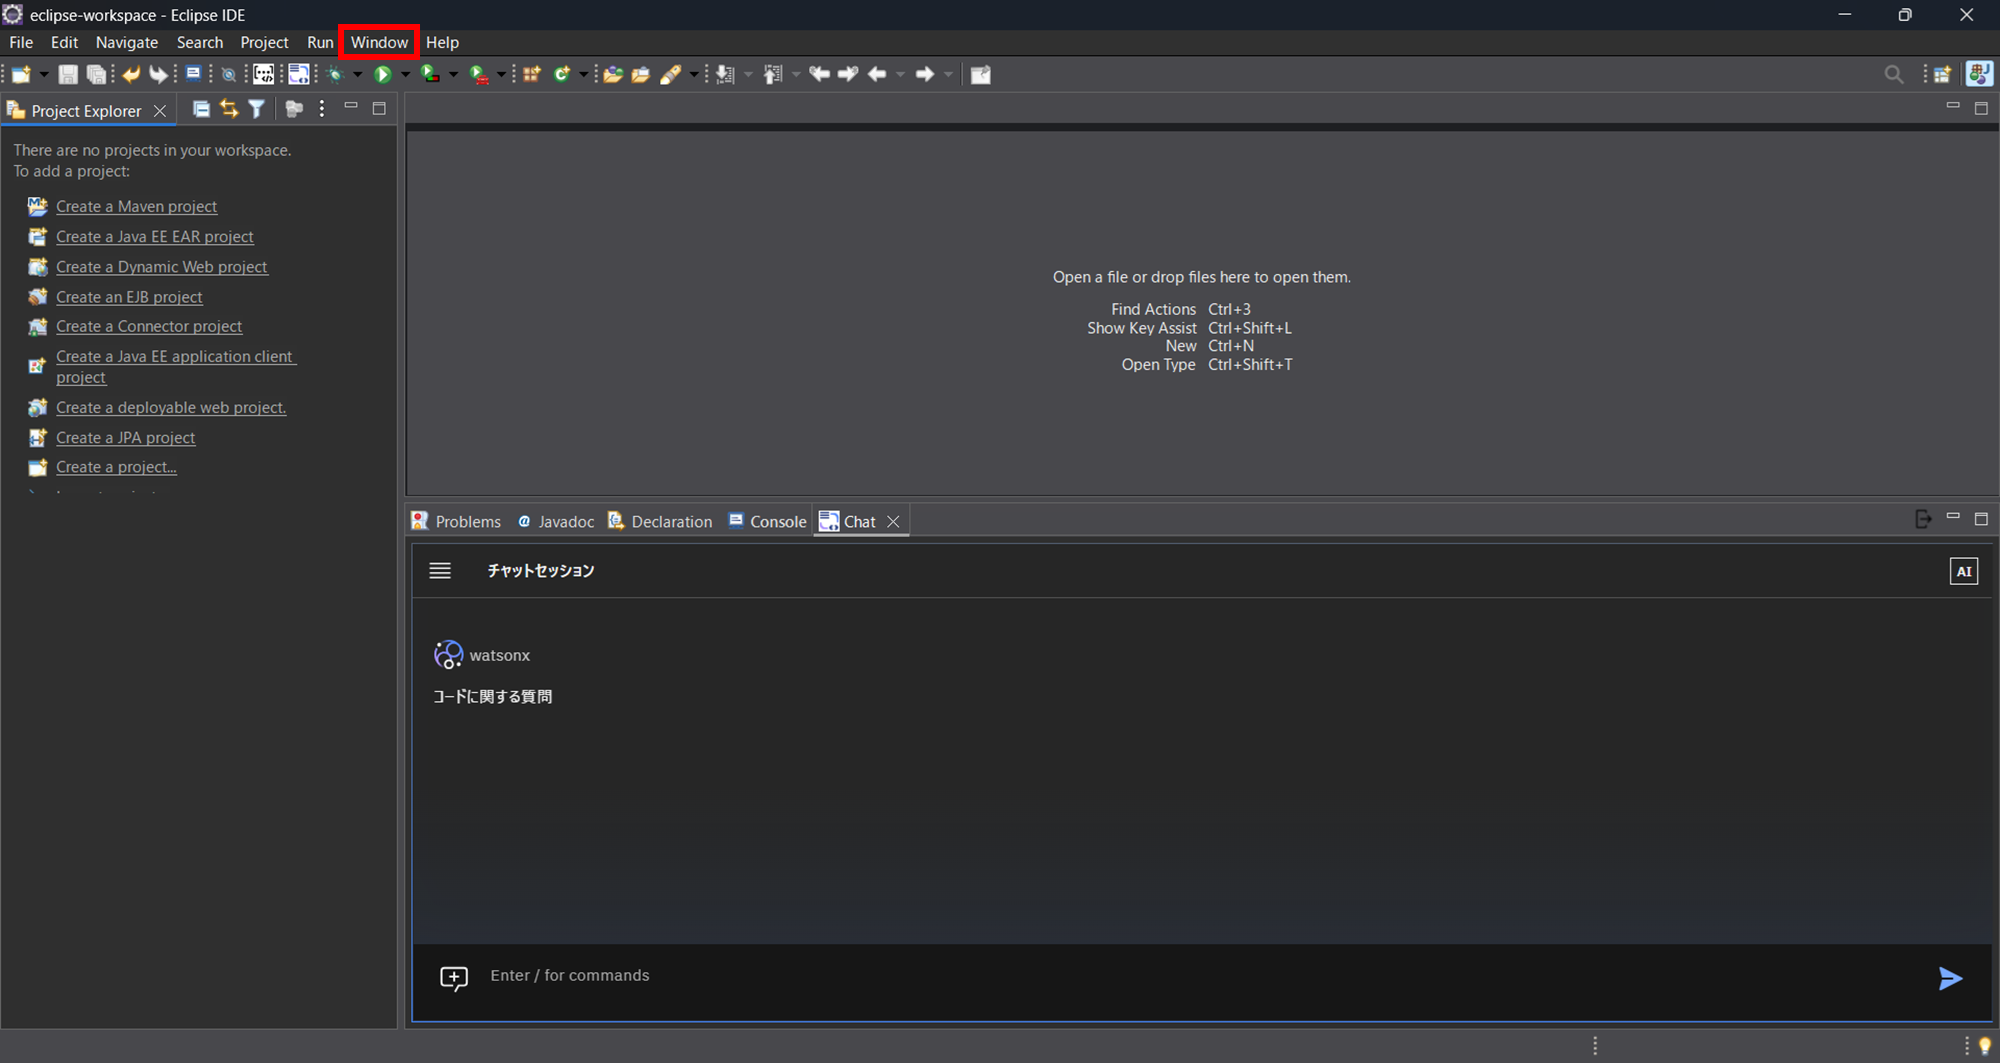 eclipse-workspace - Eclipse IDE
File Edit Navigate Search Project Run Window Help
Project Explorer
There are no projects in your workspace.
To add a project:
Create a Maven project
Create a Java EE EAR project
Create a Dynamic Web project
Create an EJB project
Create a Connector project
Create a Java EE application client
project
Create a deployable web project.
Create a JPA project
Create a project...
Open a file or drop files here to open them.
Find Actions Ctrl+3
Show Key Assist Ctrl+Shift+L
New Ctrl+N
Open Type Ctrl+Shift+T
Problems Javadoc Declaration Console Chat
チャットセッション
AI
watsonx
コードに関する質問
Enter / for commands